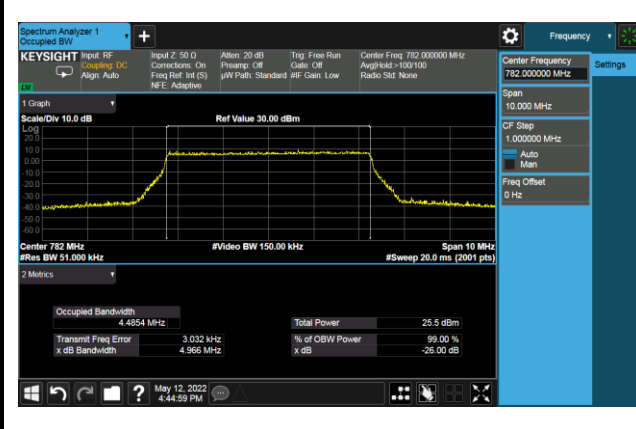 Spectrum Analyzer 1
Occupied BW
+
Frequency
KEYSIGHT Input: RF
Coupling: DC
Align: Auto
Input Z: 50 Ω
Corrections: On
Freq Ref: Int (S)
NFE: Adaptive
Atten: 20 dB
Preamp: Off
µW Path: Standard
Trig: Free Run
Gate: Off
#IF Gain: Low
Center Freq: 782.000000 MHz
Avg|Hold:>100/100
Radio Std: None
Center Frequency
782.000000 MHz
Settings
Span
10.000 MHz
CF Step
1.000000 MHz
Auto
Man
Freq Offset
0 Hz
1 Graph
Scale/Div 10.0 dB
Ref Value 30.00 dBm
Log
20.0
10.0
0.00
-10.0
-20.0
-30.0
-40.0
-50.0
-60.0
Center 782 MHz
#Video BW 150.00 kHz
Span 10 MHz
#Res BW 51.000 kHz
#Sweep 20.0 ms (2001 pts)
2 Metrics
Occupied Bandwidth
4.4854 MHz
Total Power 25.5 dBm
Transmit Freq Error 3.032 kHz
% of OBW Power 99.00 %
x dB Bandwidth 4.966 MHz
x dB -26.00 dB
? May 12, 2022
4:44:59 PM